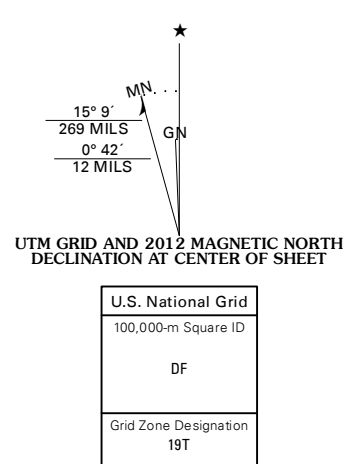 ★
MN
GN
15° 9´
269 MILS
0° 42´
12 MILS
UTM GRID AND 2012 MAGNETIC NORTH
DECLINATION AT CENTER OF SHEET
U.S. National Grid
100,000-m Square ID
DF
Grid Zone Designation
19T